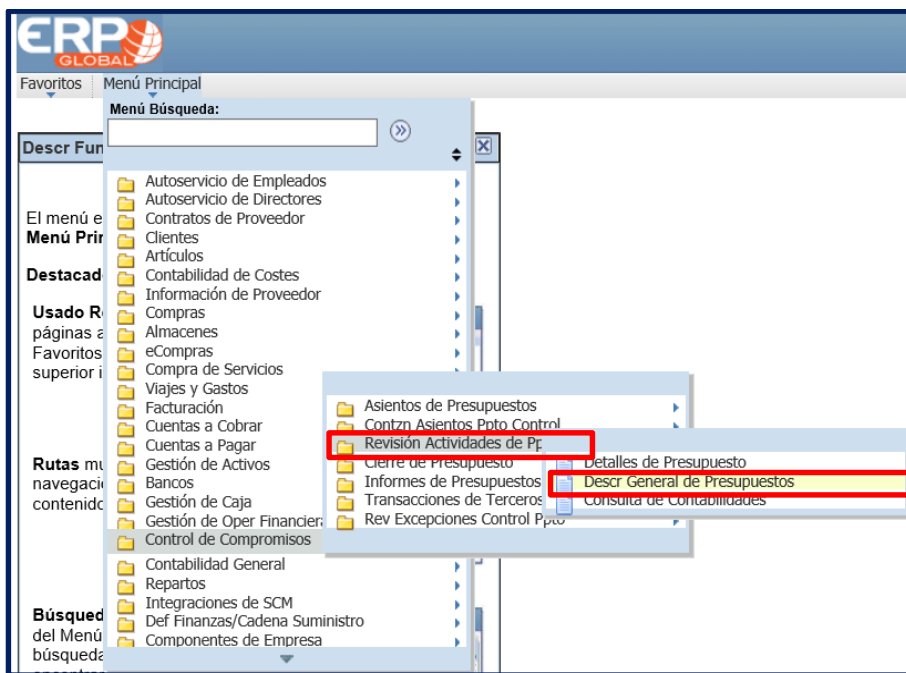 ERP
GLOBAL
Favoritos Menú Principal
Menú Búsqueda:
Descr Fun
El menú e
Menú Prin
Destacad
Usado R
páginas a
Favoritos
superior i
Rutas mu
navegaci
contenido
Búsqued
del Menú
búsqueda
Autoservicio de Empleados
Autoservicio de Directores
Contratos de Proveedor
Clientes
Artículos
Contabilidad de Costes
Información de Proveedor
Compras
Almacenes
eCompras
Compra de Servicios
Viajes y Gastos
Facturación
Cuentas a Cobrar
Cuentas a Pagar
Gestión de Activos
Bancos
Gestión de Caja
Gestión de Oper Financier
Control de Compromisos
Contabilidad General
Repartos
Integraciones de SCM
Def Finanzas/Cadena Suministro
Componentes de Empresa
Asientos de Presupuestos
Contzn Asientos Ppto Control
Revisión Actividades de Pp
Cierre de Presupuesto
Informes de Presupuestos
Transacciones de Terceros
Rev Excepciones Control Ppto
Detalles de Presupuesto
Descr General de Presupuestos
Consulta de Contabilidades